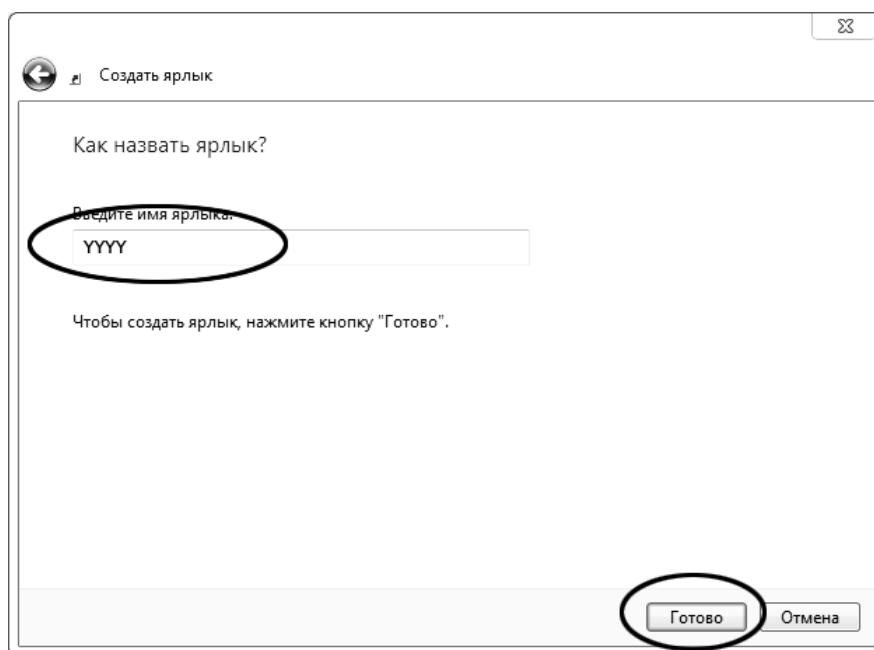 Создать ярлык
Как назвать ярлык?
Введите имя ярлыка:
YYYY
Чтобы создать ярлык, нажмите кнопку "Готово".
Готово
Отмена